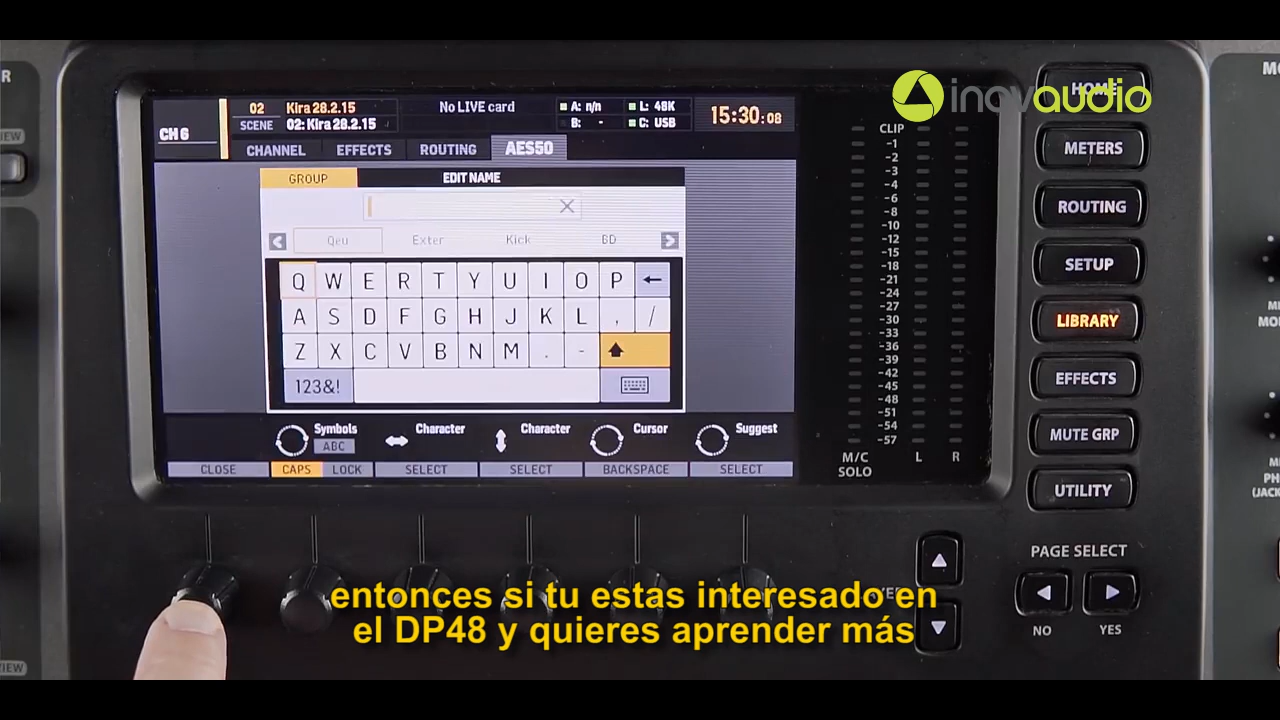 inovaudio
R
VIEW
VIEW
CH 6
02 Kira 28.2.15
SCENE 02: Kira 28.2.15
No LIVE card
A: n/n L: 48K
B: - C: USB
15:30:08
CHANNEL EFFECTS ROUTING AES50
GROUP EDIT NAME
Qeu Exter Kick BD
Q W E R T Y U I O P
A S D F G H J K L , /
Z X C V B N M . -
123&!
Symbols Character Character Cursor Suggest
ABC
CLOSE CAPS LOCK SELECT SELECT BACKSPACE SELECT
CLIP
-1
-2
-3
-4
-6
-8
-10
-12
-15
-18
-21
-24
-27
-30
-33
-36
-39
-42
-45
-48
-51
-54
-57
M/C L R
SOLO
HOME
METERS
ROUTING
SETUP
LIBRARY
EFFECTS
MUTE GRP
UTILITY
PAGE SELECT
NO YES
entonces si tu estas interesado en
el DP48 y quieres aprender más